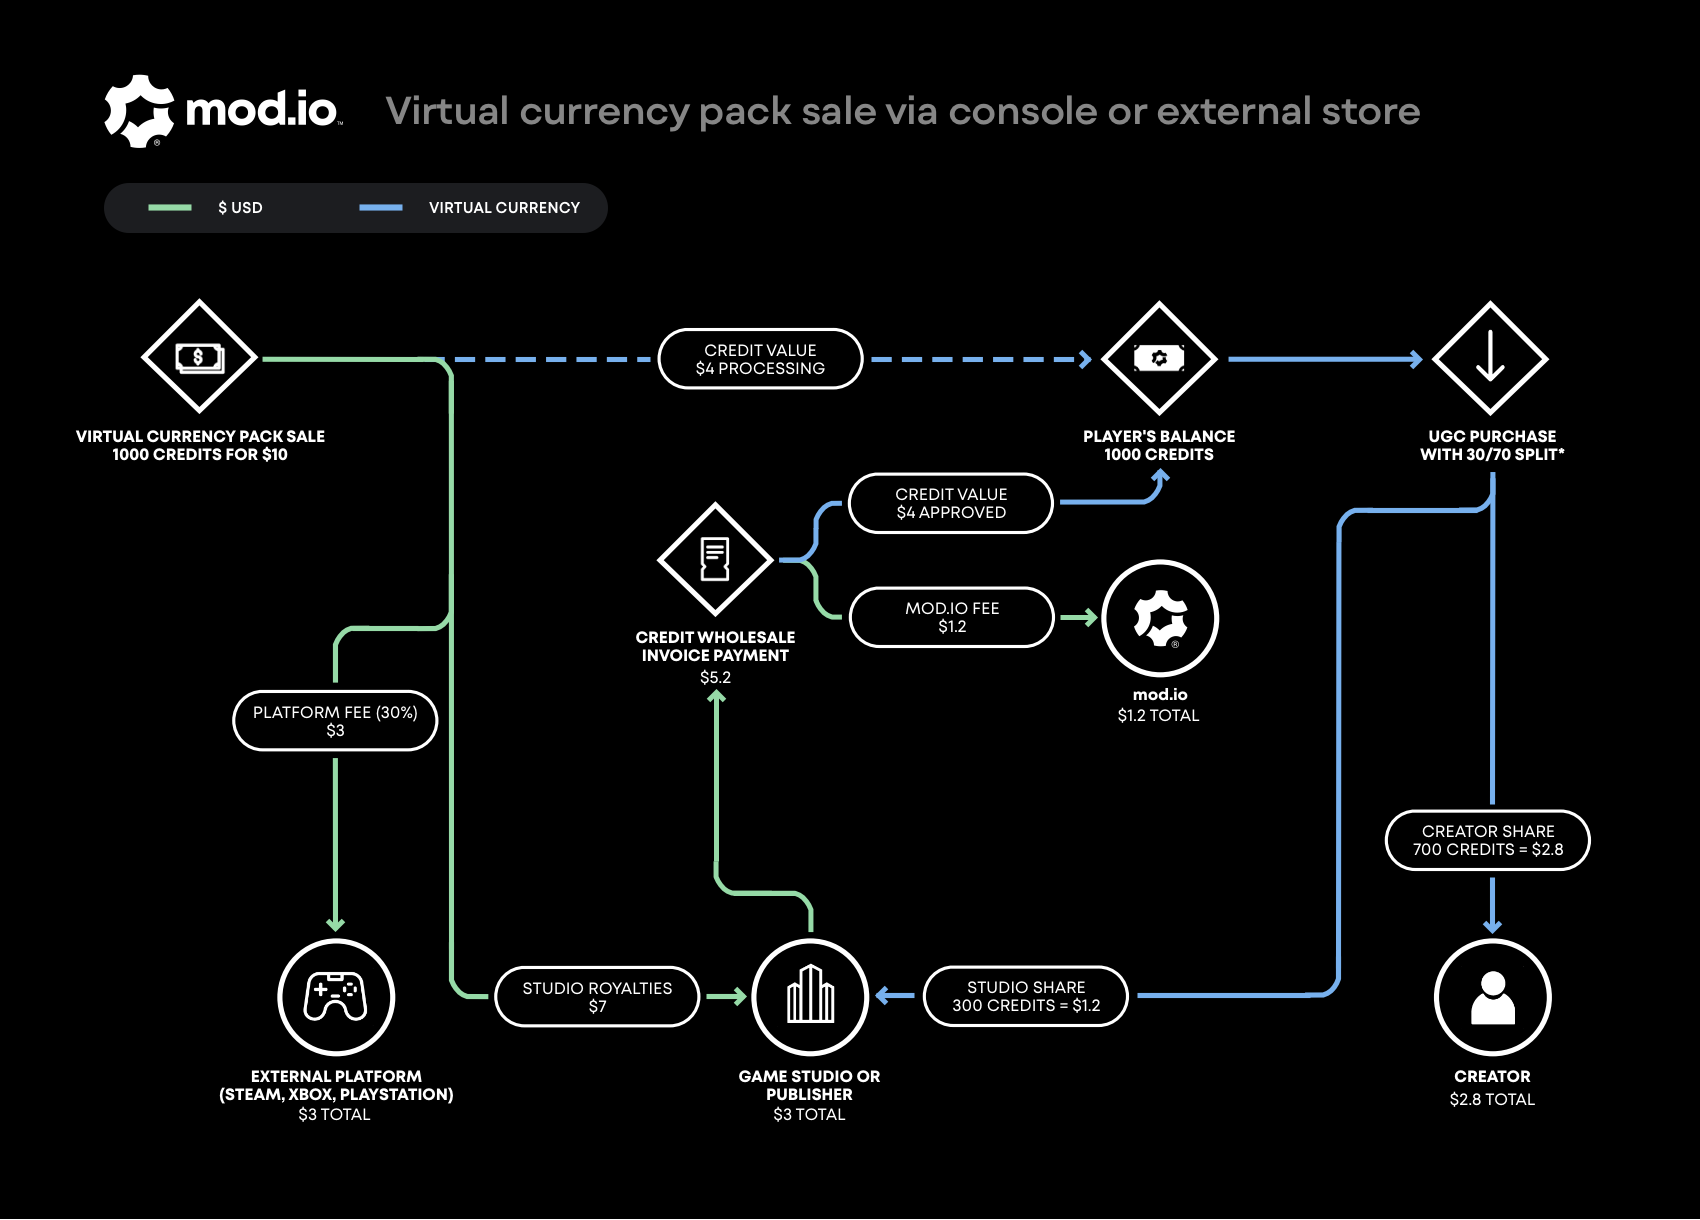 mod.io™
®
Virtual currency pack sale via console or external store
$ USD
VIRTUAL CURRENCY
CREDIT VALUE
$4 PROCESSING
$
VIRTUAL CURRENCY PACK SALE
1000 CREDITS FOR $10
PLAYER'S BALANCE
1000 CREDITS
UGC PURCHASE
WITH 30/70 SPLIT*
CREDIT VALUE
$4 APPROVED
MOD.IO FEE
$1.2
CREDIT WHOLESALE
INVOICE PAYMENT
$5.2
®
mod.io
$1.2 TOTAL
PLATFORM FEE (30%)
$3
CREATOR SHARE
700 CREDITS = $2.8
STUDIO ROYALTIES
$7
STUDIO SHARE
300 CREDITS = $1.2
EXTERNAL PLATFORM
(STEAM, XBOX, PLAYSTATION)
$3 TOTAL
GAME STUDIO OR
PUBLISHER
$3 TOTAL
CREATOR
$2.8 TOTAL